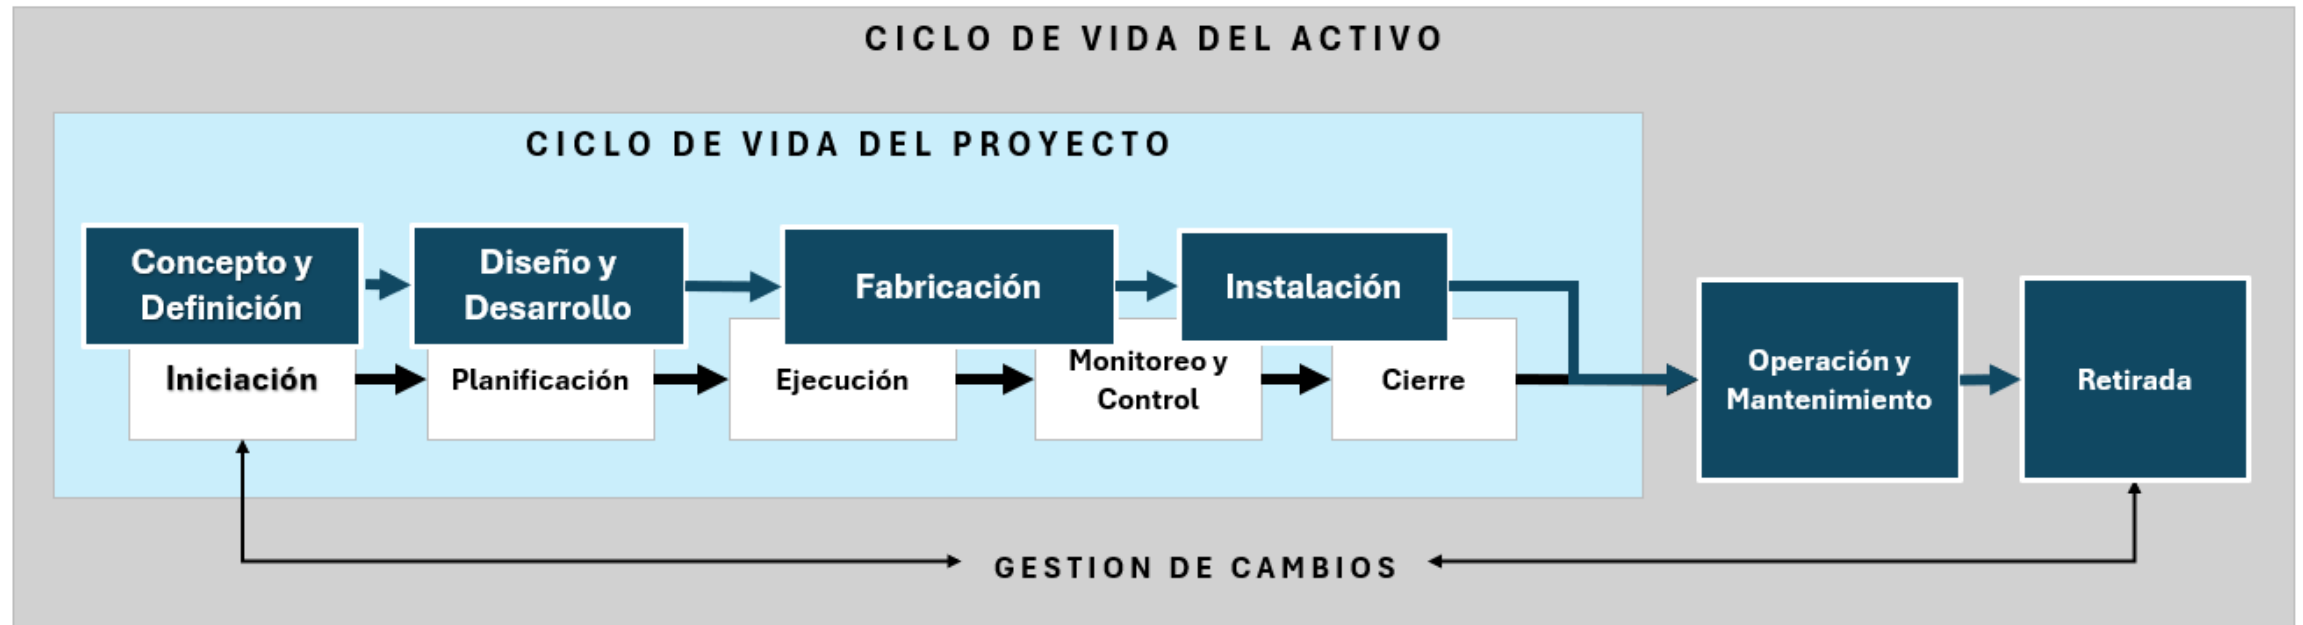 CICLO DE VIDA DEL ACTIVO
CICLO DE VIDA DEL PROYECTO
Concepto y
Definición
Diseño y
Desarrollo
Fabricación
Instalación
Iniciación
Planificación
Ejecución
Monitoreo y
Control
Cierre
Operación y
Mantenimiento
Retirada
GESTION DE CAMBIOS